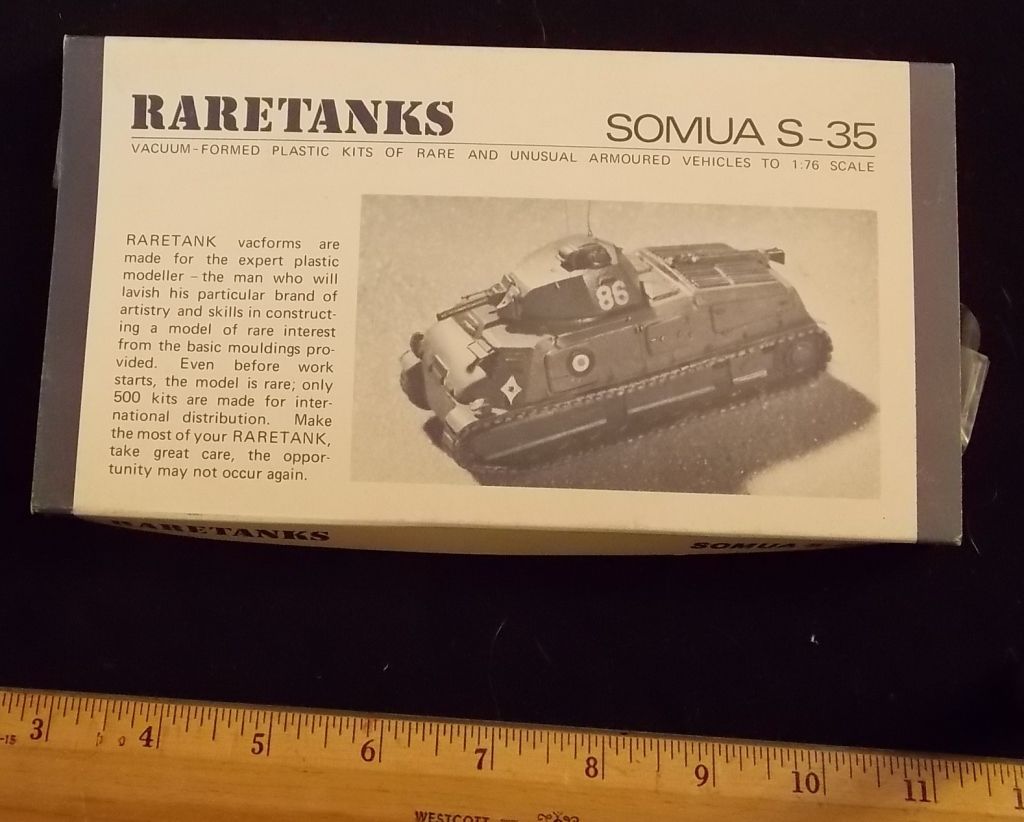 RARETANKS
SOMUA S-35
VACUUM-FORMED PLASTIC KITS OF RARE AND UNUSUAL ARMOURED VEHICLES TO 1:76 SCALE
RARETANK vacforms are
made for the expert plastic
modeller – the man who will
lavish his particular brand of
artistry and skills in construct-
ing a model of rare interest
from the basic mouldings pro-
vided. Even before work
starts, the model is rare; only
500 kits are made for inter-
national distribution. Make
the most of your RARETANK,
take great care, the oppor-
tunity may not occur again.
86
RARETANKS
SOMUA S
3 4 5 6 7 8 9 10 11
WESTCOTT